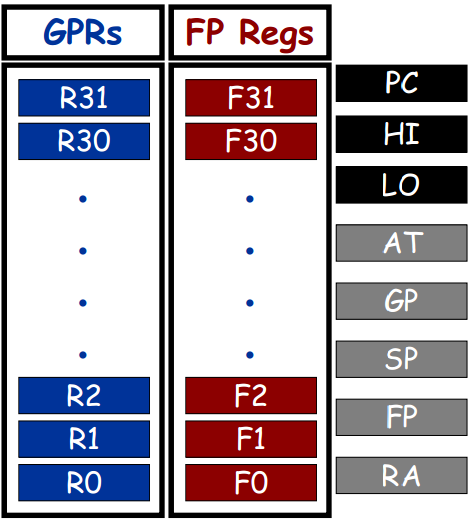 GPRs
R31
R30
R2
R1
R0
FP Regs
F31
F30
F2
F1
F0
PC
HI
LO
AT
GP
SP
FP
RA